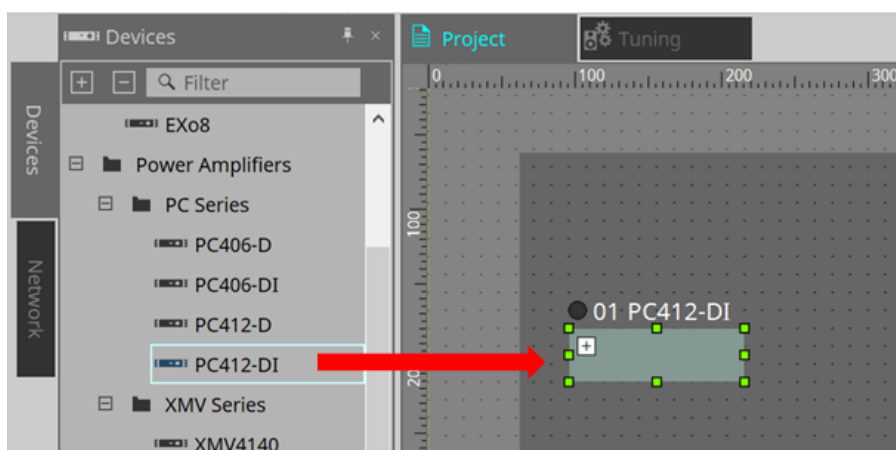 Devices
Filter
EXo8
Power Amplifiers
PC Series
PC406-D
PC406-DI
PC412-D
PC412-DI
XMV Series
XMV4140
Devices
Network
Project
Tuning
0 100 200 300
100
20
01 PC412-DI